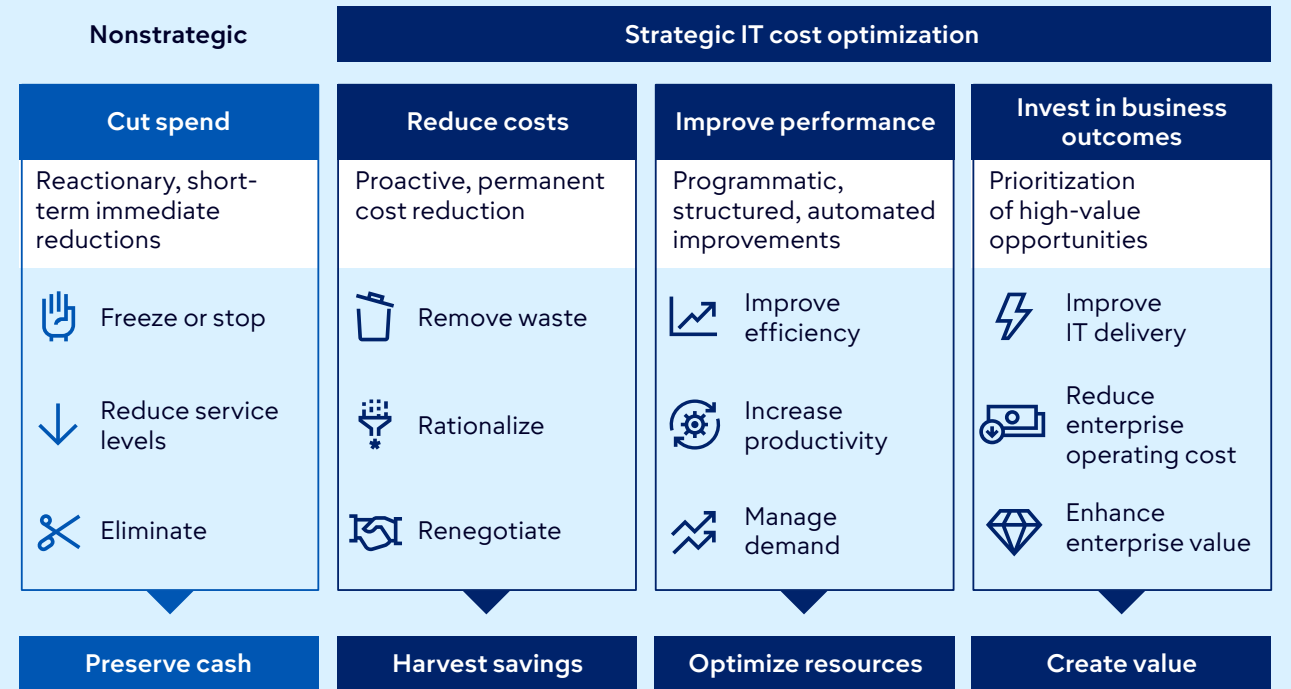 Nonstrategic
Strategic IT cost optimization
Cut spend
Reactionary, short-
term immediate
reductions
Freeze or stop
Reduce service
levels
Eliminate
Preserve cash
Reduce costs
Proactive, permanent
cost reduction
Remove waste
Rationalize
Renegotiate
Harvest savings
Improve performance
Programmatic,
structured, automated
improvements
Improve
efficiency
Increase
productivity
Manage
demand
Optimize resources
Invest in business
outcomes
Prioritization
of high-value
opportunities
Improve
IT delivery
Reduce
enterprise
operating cost
Enhance
enterprise value
Create value